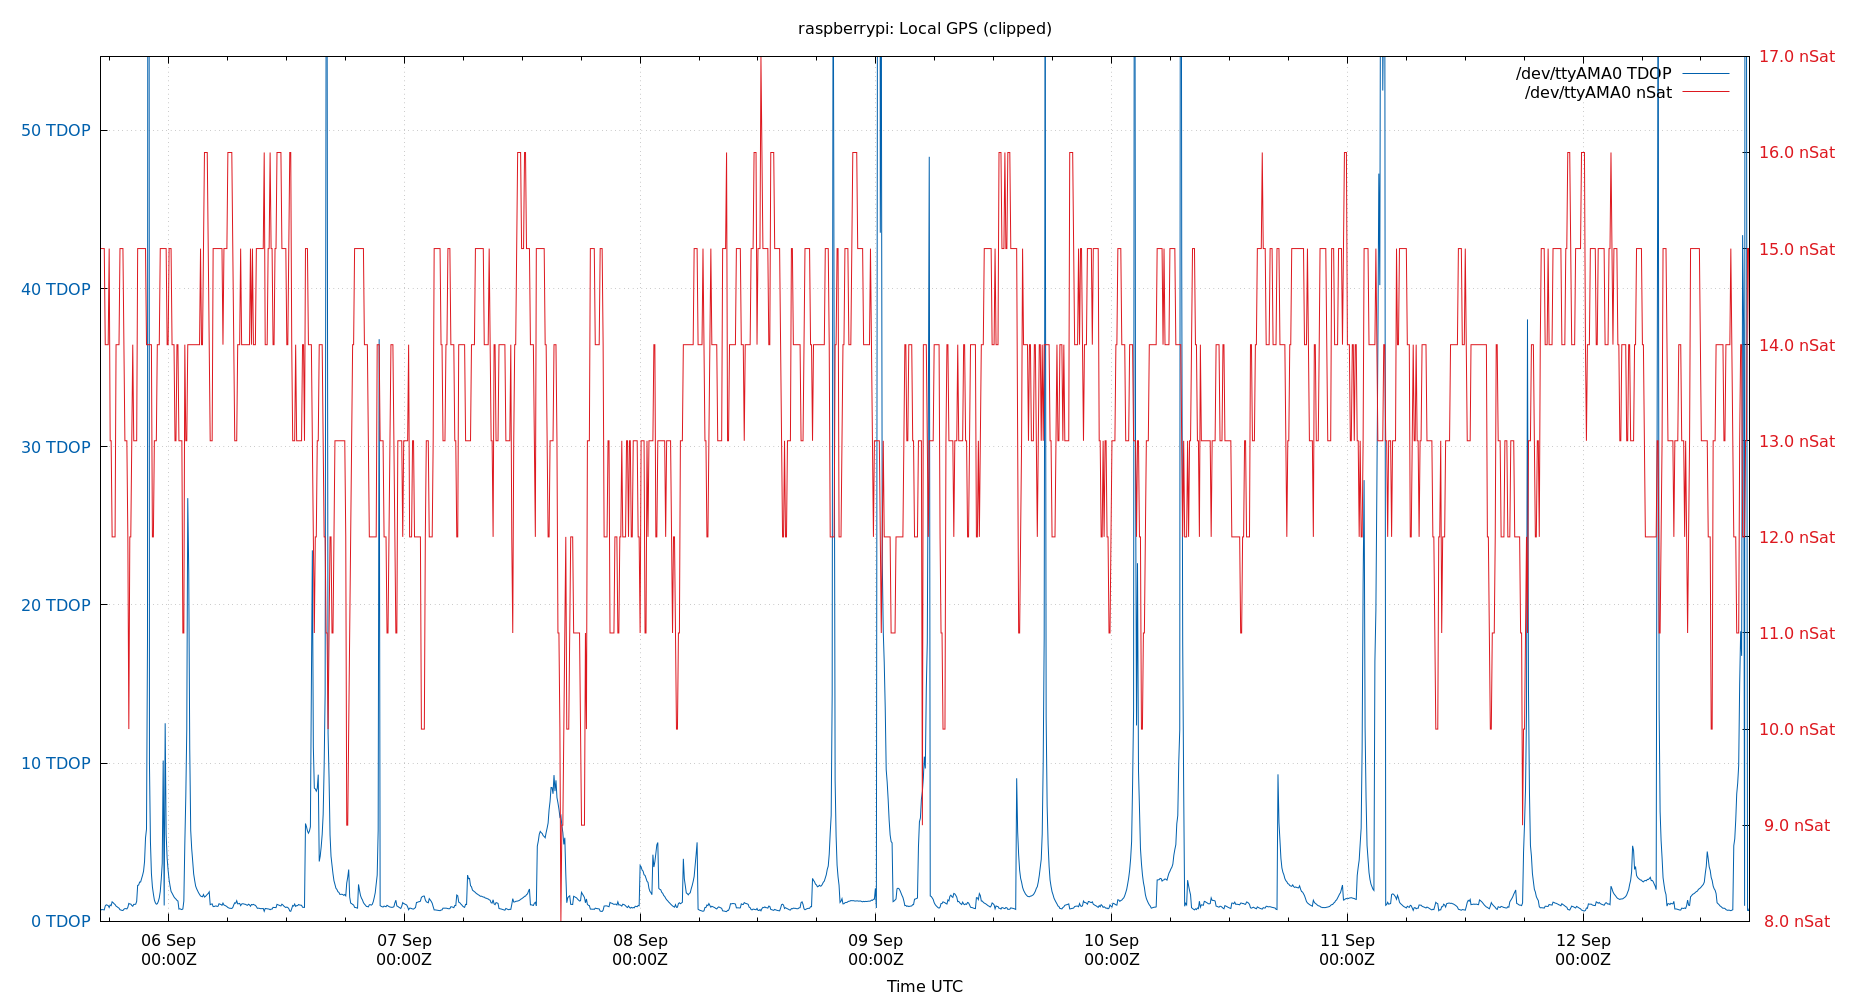 raspberrypi: Local GPS (clipped)
/dev/ttyAMA0 TDOP
/dev/ttyAMA0 nSat
50 TDOP
40 TDOP
30 TDOP
20 TDOP
10 TDOP
0 TDOP
17.0 nSat
16.0 nSat
15.0 nSat
14.0 nSat
13.0 nSat
12.0 nSat
11.0 nSat
10.0 nSat
9.0 nSat
8.0 nSat
06 Sep 07 Sep 08 Sep 09 Sep 10 Sep 11 Sep 12 Sep
00:00Z 00:00Z 00:00Z 00:00Z 00:00Z 00:00Z 00:00Z
Time UTC